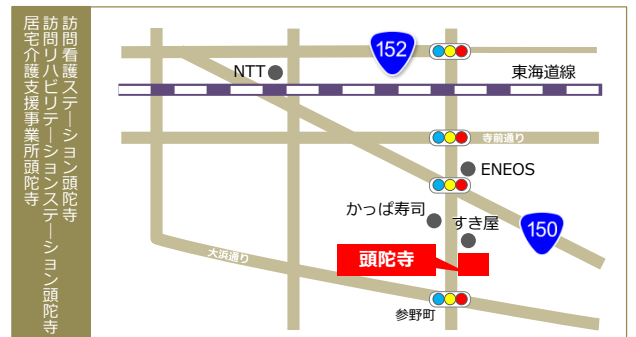 訪問看護ステーション頭陀寺
訪問リハビリテーションステーション頭陀寺
居宅介護支援事業所頭陀寺
152
NTT
東海道線
寺前通り
ENEOS
かっぱ寿司
すき屋
150
大浜通り
頭陀寺
参野町